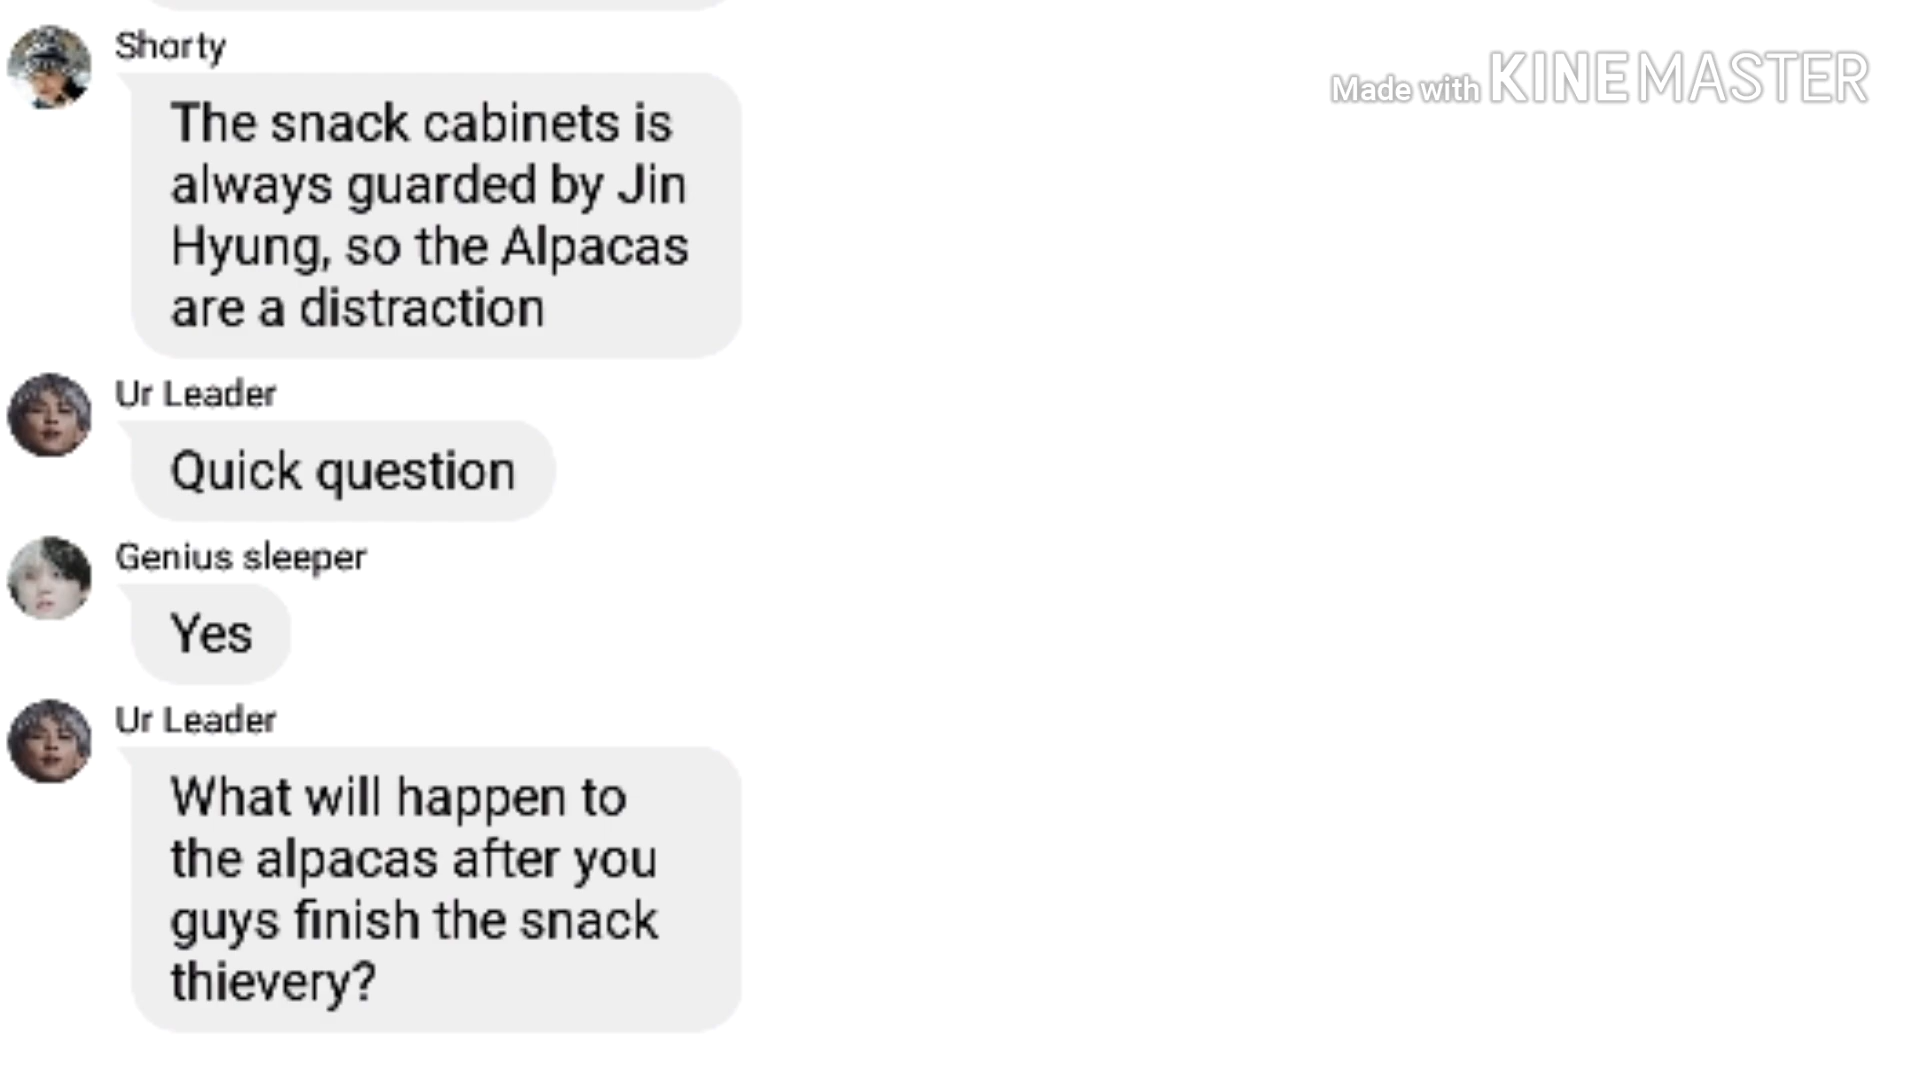 Shorty
Made with KINEMASTER
The snack cabinets is
always guarded by Jin
Hyung, so the Alpacas
are a distraction
Ur Leader
Quick question
Genius sleeper
Yes
Ur Leader
What will happen to
the alpacas after you
guys finish the snack
thievery?